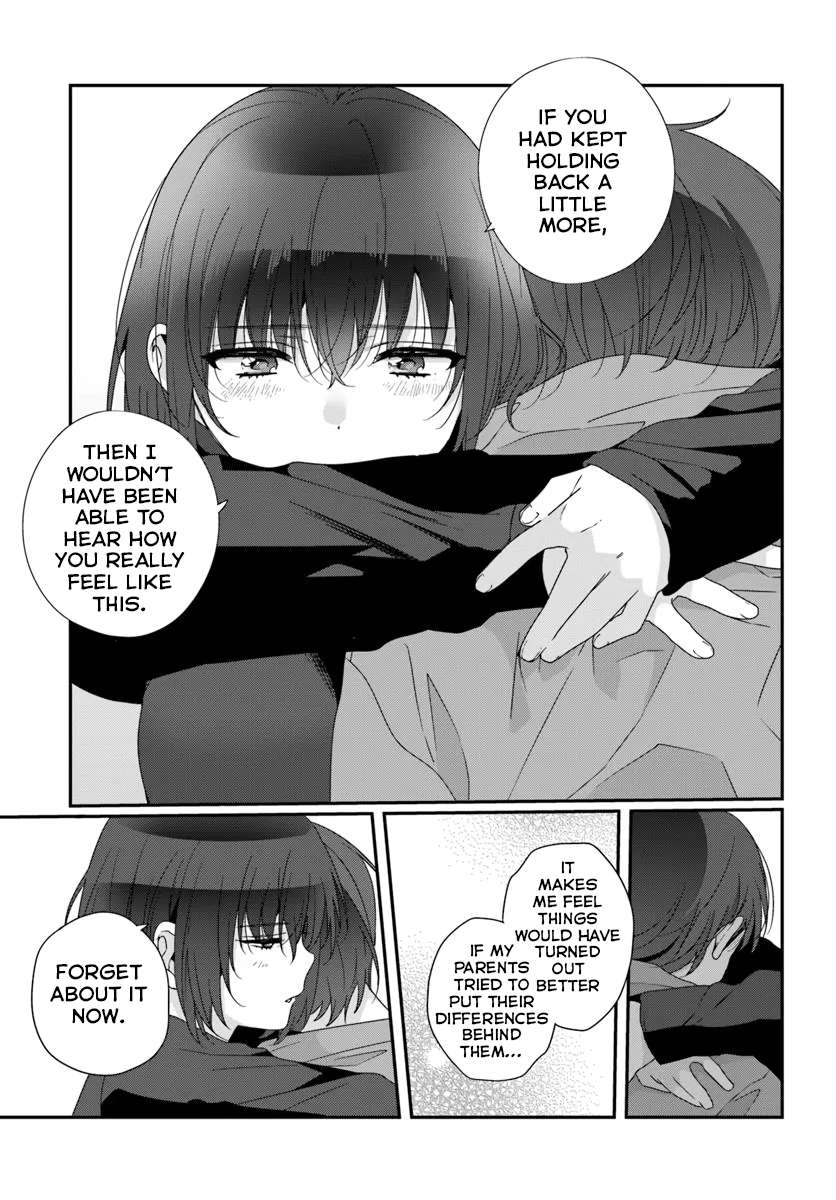 IF YOU
HAD KEPT
HOLDING
BACK A
LITTLE
MORE,
THEN I
WOULDN'T
HAVE BEEN
ABLE TO
HEAR HOW
YOU REALLY
FEEL LIKE
THIS.
IT
MAKES
ME FEEL
THINGS
WOULD HAVE
TURNED
OUT
BETTER
IF MY
PARENTS
TRIED TO
PUT THEIR
DIFFERENCES
BEHIND
THEM...
FORGET
ABOUT IT
NOW.